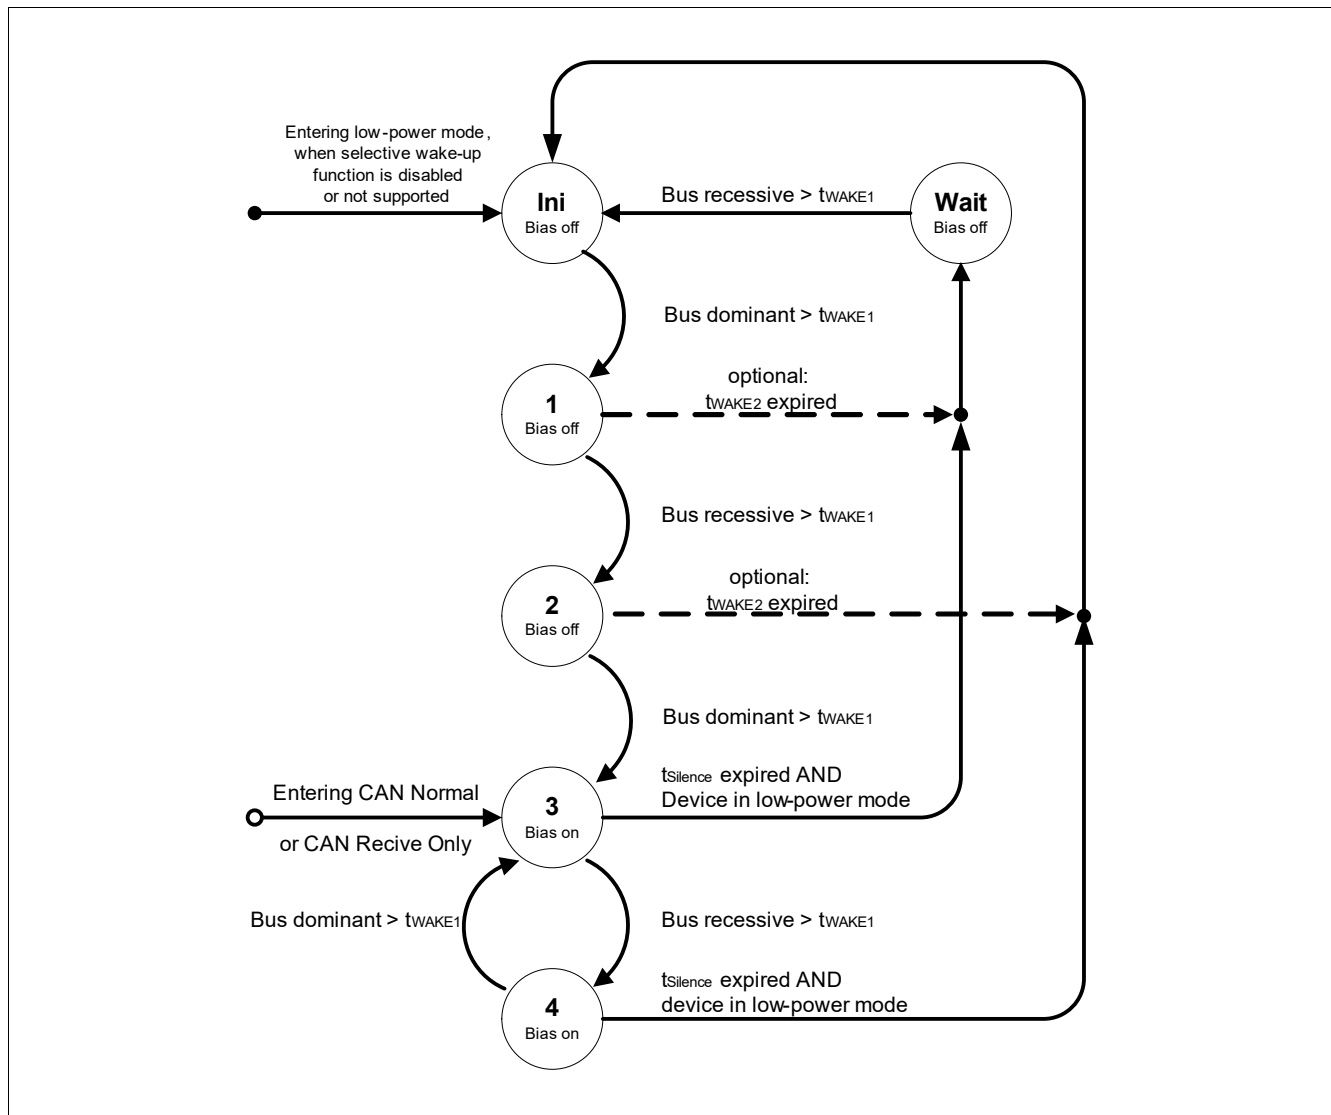 Entering low-power mode,
when selective wake-up
function is disabled
or not supported
Ini
Bias off
Bus recessive > tWAKE1
Wait
Bias off
Bus dominant > tWAKE1
1
Bias off
optional:
tWAKE2 expired
Bus recessive > tWAKE1
2
Bias off
optional:
tWAKE2 expired
Bus dominant > tWAKE1
Entering CAN Normal
or CAN Recive Only
3
Bias on
tSilence expired AND
Device in low-power mode
Bus dominant > tWAKE1
Bus recessive > tWAKE1
4
Bias on
tSilence expired AND
device in low-power mode